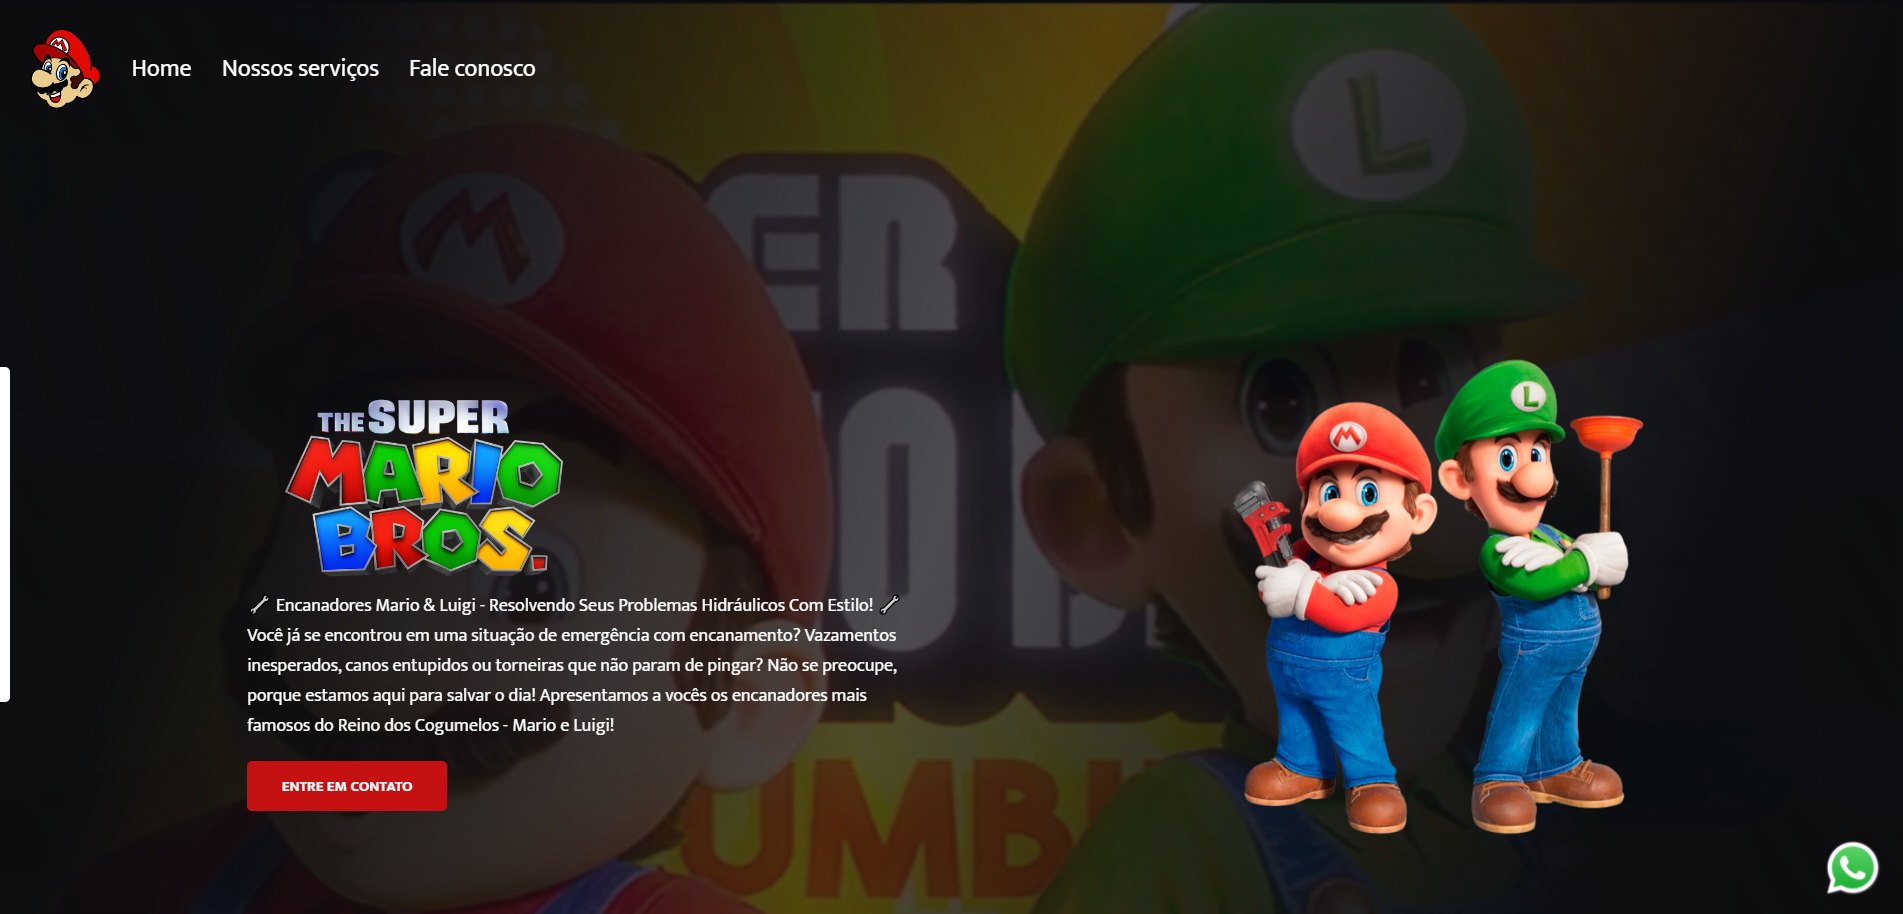 Home Nossos serviços Fale conosco
M
L
ER
THE SUPER
MARIO
BROS.
M
L
🔧 Encanadores Mario & Luigi - Resolvendo Seus Problemas Hidráulicos Com Estilo! 🔧
Você já se encontrou em uma situação de emergência com encanamento? Vazamentos
inesperados, canos entupidos ou torneiras que não param de pingar? Não se preocupe,
porque estamos aqui para salvar o dia! Apresentamos a vocês os encanadores mais
famosos do Reino dos Cogumelos - Mario e Luigi!
ENTRE EM CONTATO
UMB